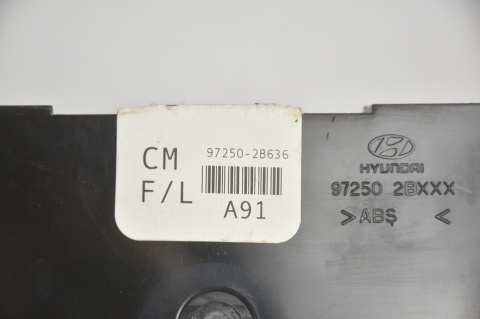 CM 97250-2B636
F/L A91
HYUNDAI
97250 2BXXX
>ABS <